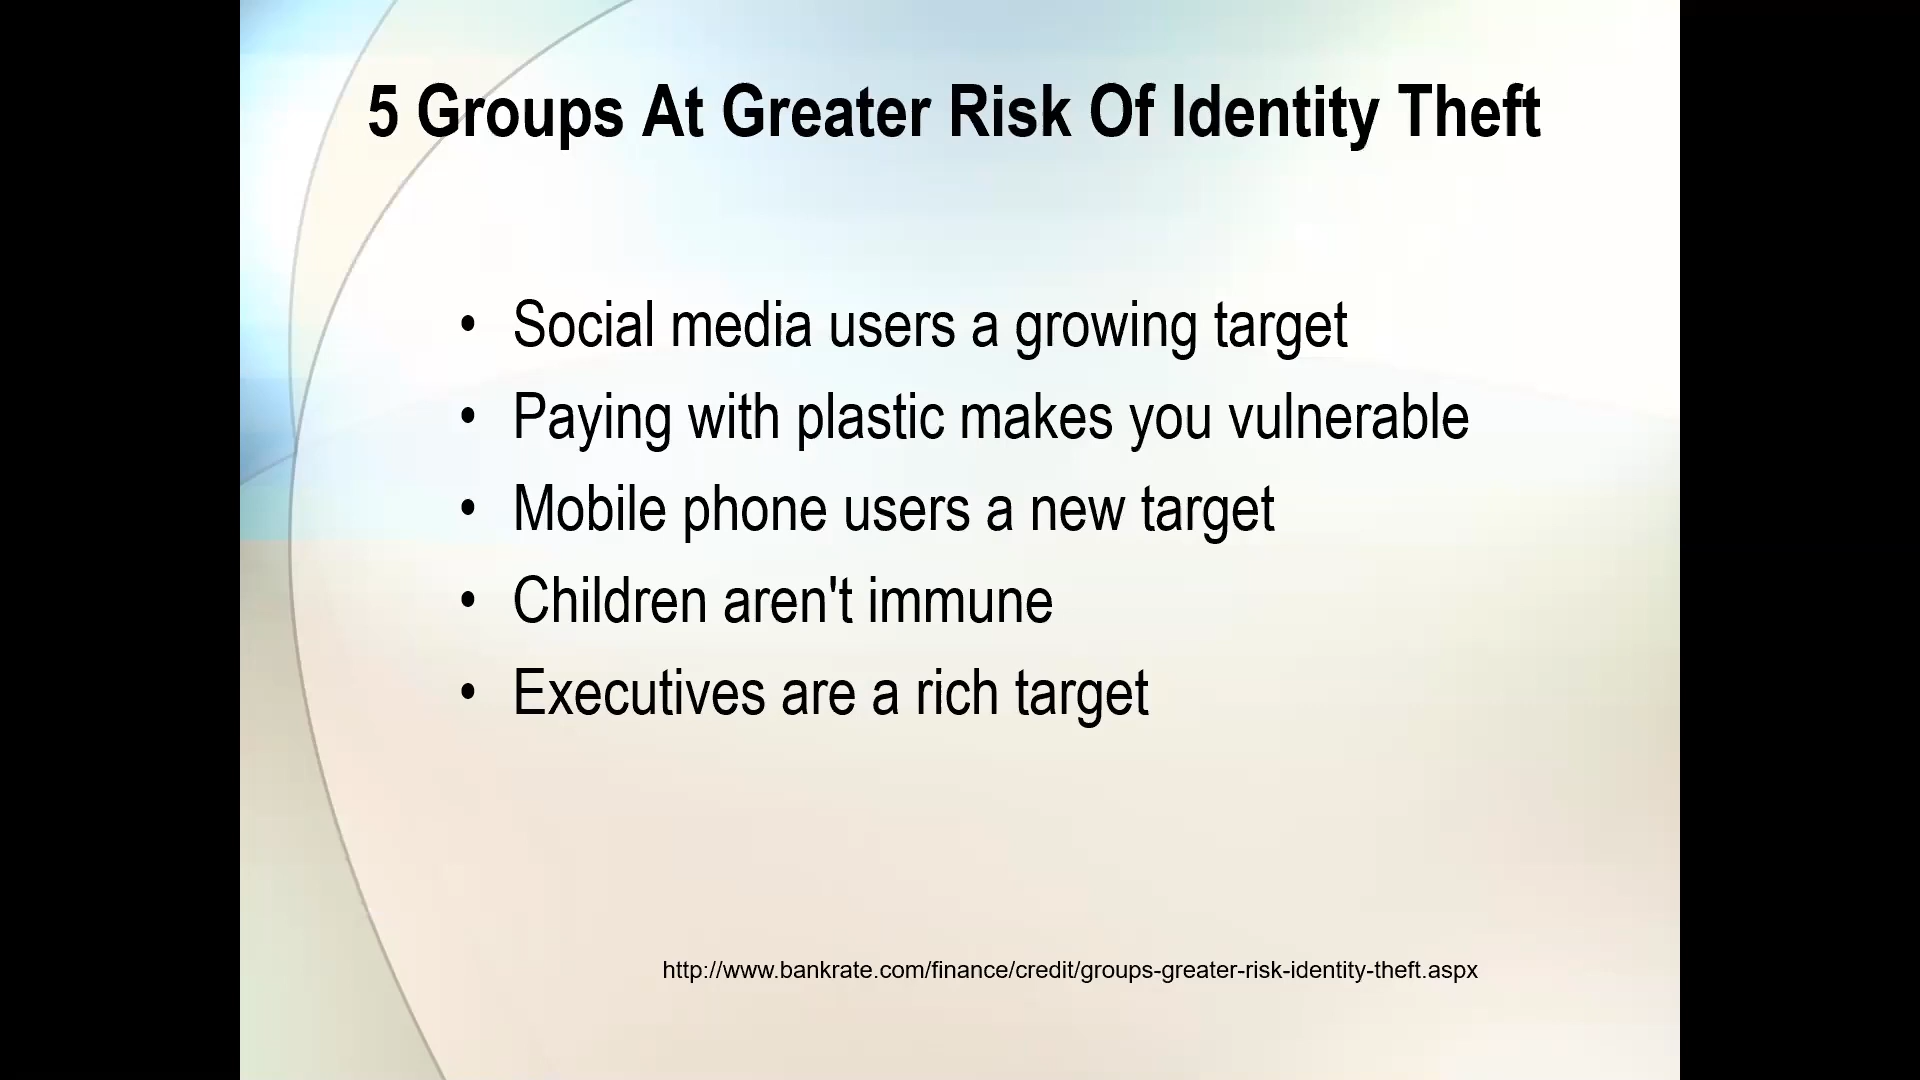 5 Groups At Greater Risk Of Identity Theft
• Social media users a growing target
• Paying with plastic makes you vulnerable
• Mobile phone users a new target
• Children aren't immune
• Executives are a rich target
http://www.bankrate.com/finance/credit/groups-greater-risk-identity-theft.aspx